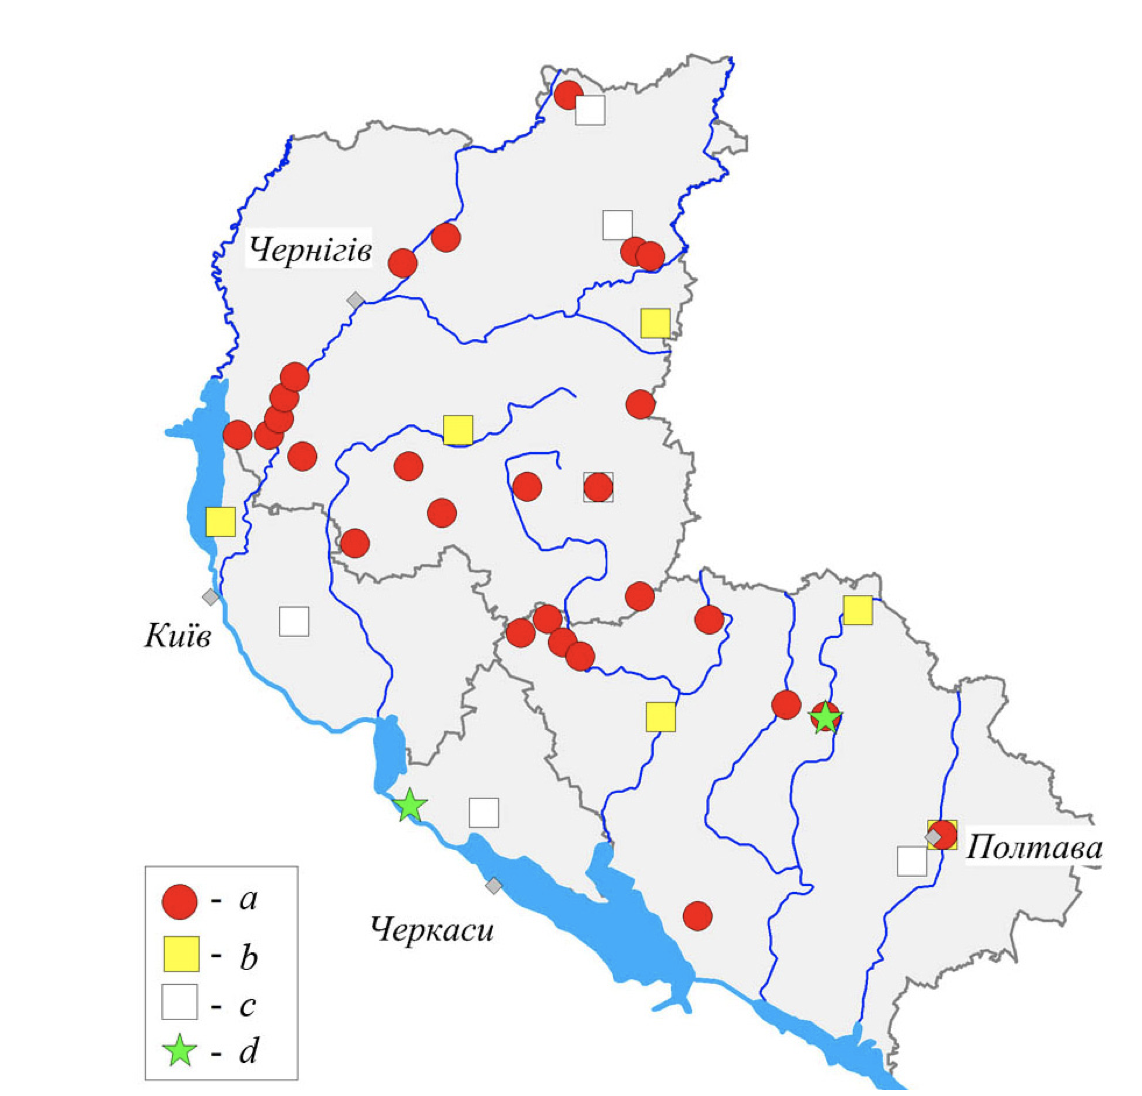 Чернігів
Київ
Черкаси
Полтава
- a
- b
- c
- d